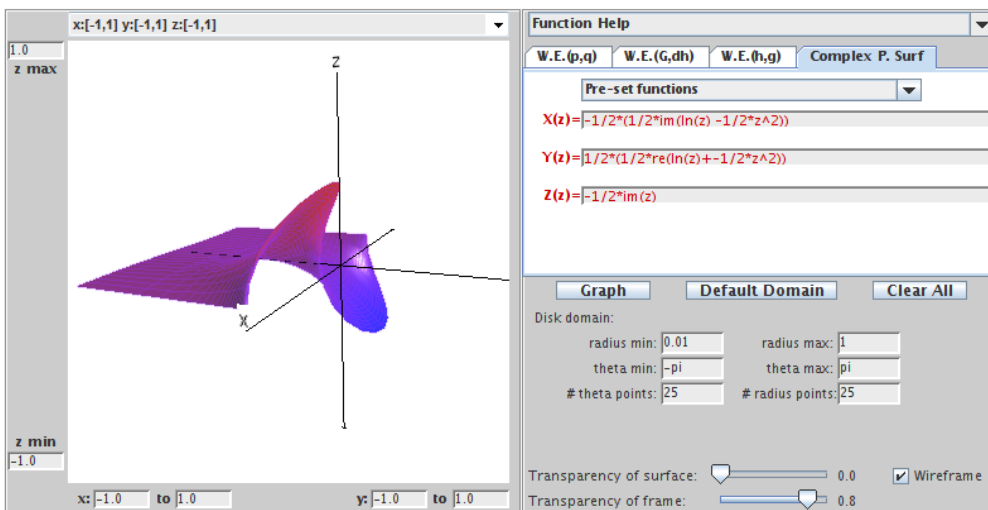 x:[-1,1] y:[-1,1] z:[-1,1]
1.0
z max
Z
X
z min
-1.0
x: -1.0 to 1.0 y: -1.0 to 1.0
Function Help
W.E.(p,q) W.E.(G,dh) W.E.(h,g) Complex P. Surf
Pre-set functions
X(z)= -1/2*(1/2*im(ln(z) -1/2*z^2))
Y(z)= 1/2*(1/2*re(ln(z)+-1/2*z^2))
Z(z)= -1/2*im(z)
Graph Default Domain Clear All
Disk domain:
radius min: 0.01 radius max: 1
theta min: -pi theta max: pi
# theta points: 25 # radius points: 25
Transparency of surface: 0.0 Wireframe
Transparency of frame: 0.8